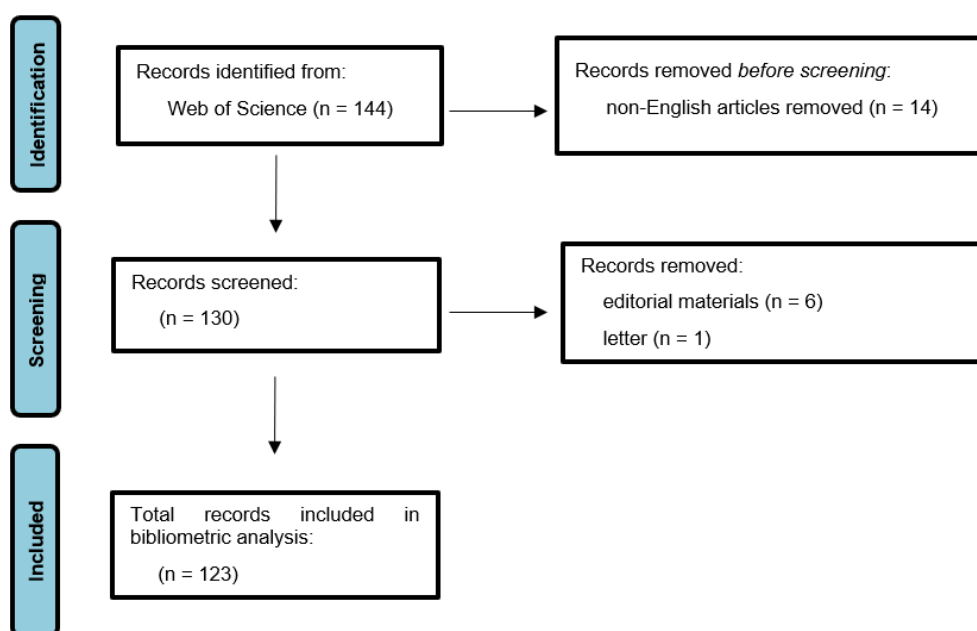 Identification
Records identified from:
Web of Science (n = 144)
Records removed before screening:
non-English articles removed (n = 14)
Screening
Records screened:
(n = 130)
Records removed:
editorial materials (n = 6)
letter (n = 1)
Included
Total records included in
bibliometric analysis:
(n = 123)